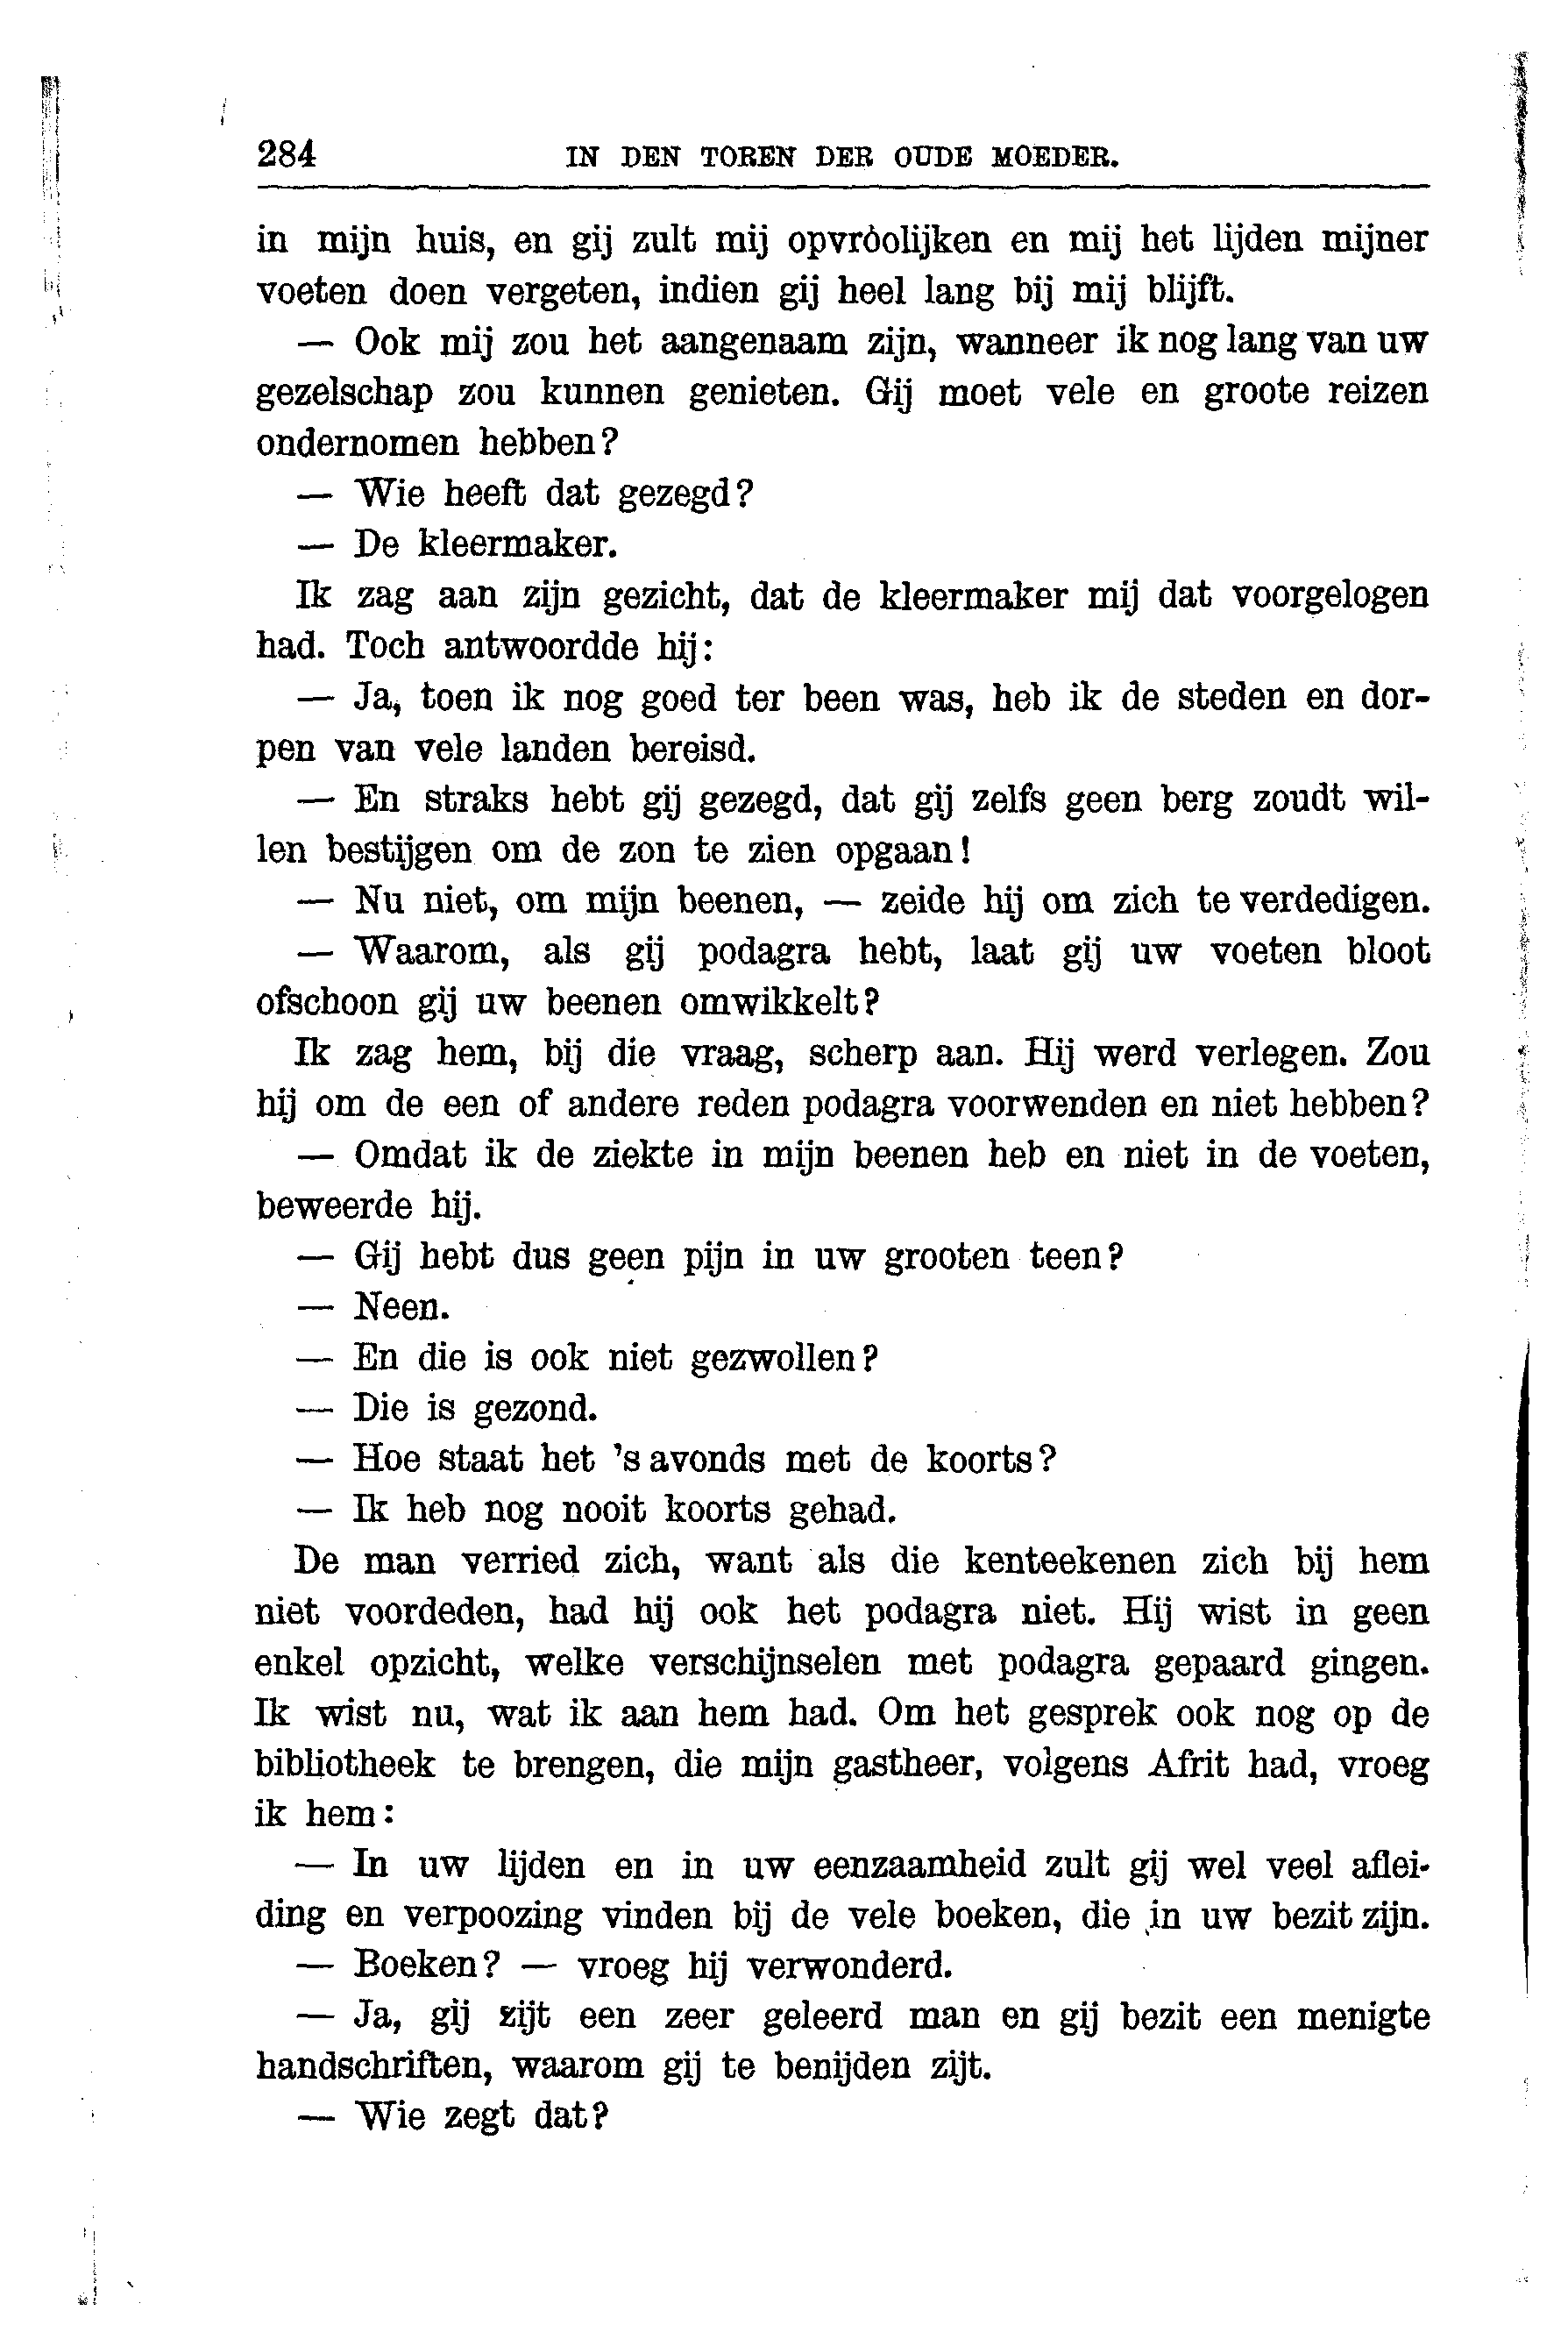 284 IN DEN TOREN DER OUDE MOEDER.
in mijn huis, en gij zult mij opvróolijken en mij het lijden mijner
voeten doen vergeten, indien gij heel lang bij mij blijft.
— Ook mij zou het aangenaam zijn, wanneer ik nog lang van uw
gezelschap zou kunnen genieten. Gij moet vele en groote reizen
ondernomen hebben?
— Wie heeft dat gezegd?
— De kleermaker.
Ik zag aan zijn gezicht, dat de kleermaker mij dat voorgelogen
had. Toch antwoordde hij:
— Ja, toen ik nog goed ter been was, heb ik de steden en dor-
pen van vele landen bereisd.
— En straks hebt gij gezegd, dat gij zelfs geen berg zoudt wil-
len bestijgen om de zon te zien opgaan!
— Nu niet, om mijn beenen, — zeide hij om zich te verdedigen.
— Waarom, als gij podagra hebt, laat gij uw voeten bloot
ofschoon gij uw beenen omwikkelt?
Ik zag hem, bij die vraag, scherp aan. Hij werd verlegen. Zou
hij om de een of andere reden podagra voorwenden en niet hebben?
— Omdat ik de ziekte in mijn beenen heb en niet in de voeten,
beweerde hij.
— Gij hebt dus geen pijn in uw grooten teen?
— Neen.
— En die is ook niet gezwollen?
— Die is gezond.
— Hoe staat het 's avonds met de koorts?
— Ik heb nog nooit koorts gehad.
De man verried zich, want als die kenteekenen zich bij hem
niet voordeden, had hij ook het podagra niet. Hij wist in geen
enkel opzicht, welke verschijnselen met podagra gepaard gingen.
Ik wist nu, wat ik aan hem had. Om het gesprek ook nog op de
bibliotheek te brengen, die mijn gastheer, volgens Afrit had, vroeg
ik hem:
— In uw lijden en in uw eenzaamheid zult gij wel veel aflei-
ding en verpoozing vinden bij de vele boeken, die in uw bezit zijn.
— Boeken? — vroeg hij verwonderd.
— Ja, gij zijt een zeer geleerd man en gij bezit een menigte
handschriften, waarom gij te benijden zijt.
— Wie zegt dat?